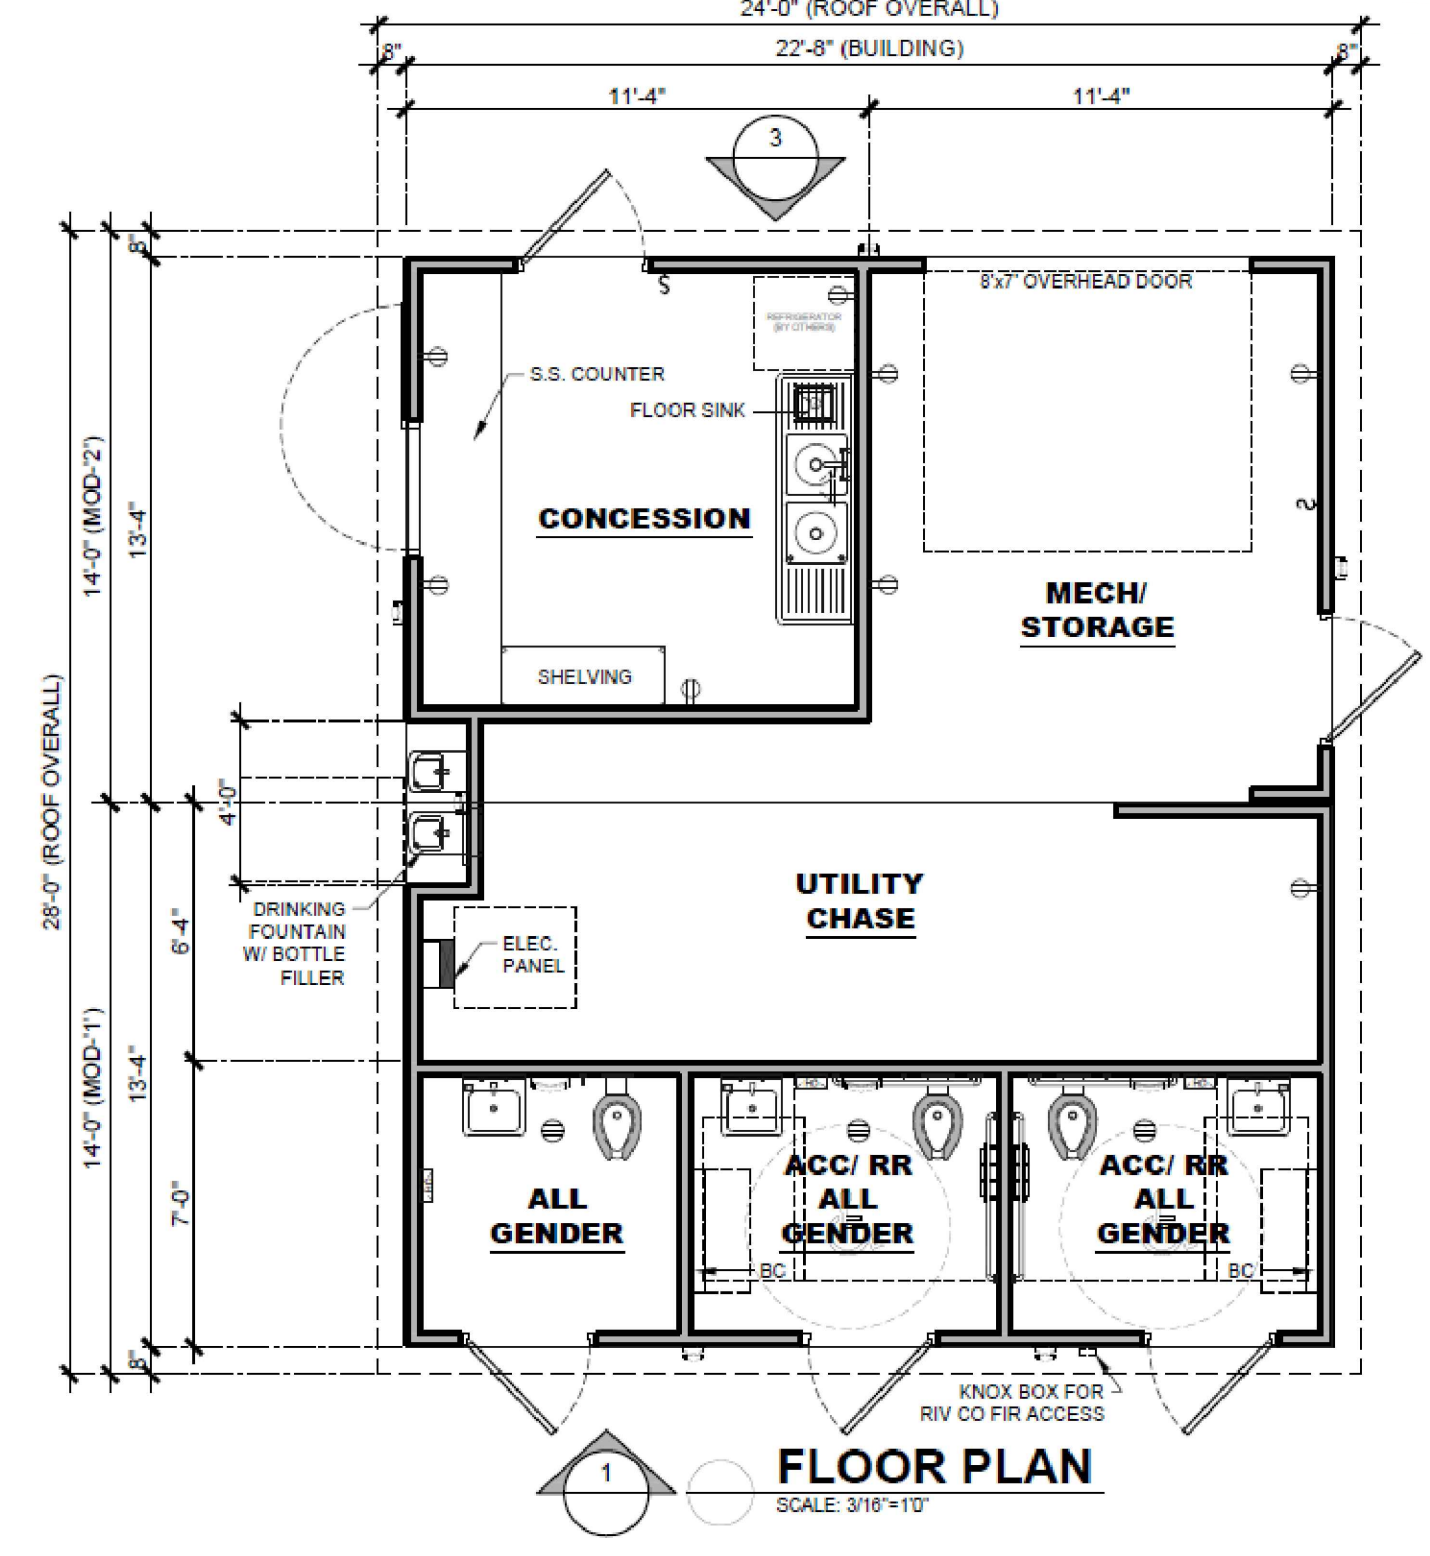 24'-0" (ROOF OVERALL)
8"
22'-8" (BUILDING)
8"
11'-4"
11'-4"
3
8"
8'x7' OVERHEAD DOOR
S
REFRIGERATOR
(BY OTHERS)
S.S. COUNTER
FLOOR SINK
14'-0" (MOD-'2')
13'-4"
CONCESSION
S
MECH/
STORAGE
SHELVING
28'-0" (ROOF OVERALL)
4'-0"
UTILITY
CHASE
DRINKING
FOUNTAIN
W/ BOTTLE
FILLER
6'-4"
ELEC.
PANEL
14'-0" (MOD-'1')
13'-4"
7'-0"
ALL
GENDER
ACC/ RR
ALL
GENDER
BC
ACC/ RR
ALL
GENDER
BC
8"
KNOX BOX FOR
RIV CO FIR ACCESS
1
FLOOR PLAN
SCALE: 3/16"=1'0"